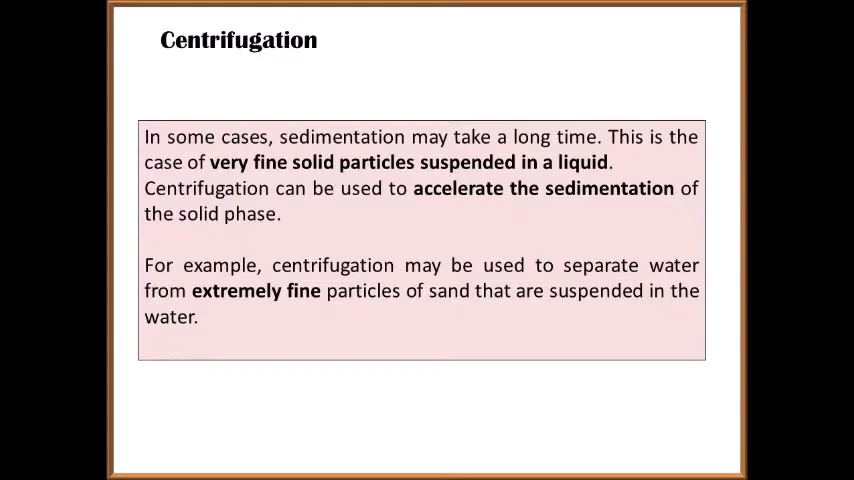 Centrifugation
In some cases, sedimentation may take a long time. This is the
case of very fine solid particles suspended in a liquid.
Centrifugation can be used to accelerate the sedimentation of
the solid phase.
For example, centrifugation may be used to separate water
from extremely fine particles of sand that are suspended in the
water.